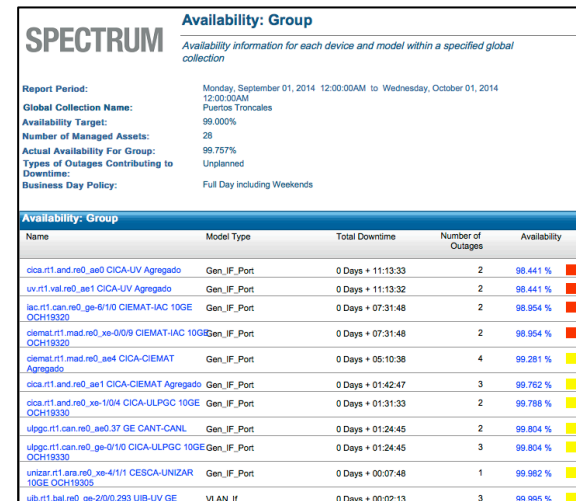 SPECTRUM
Availability: Group
Availability information for each device and model within a specified global
collection
Report Period: Monday, September 01, 2014 12:00:00AM to Wednesday, October 01, 2014
12:00:00AM
Global Collection Name: Puertos Troncales
Availability Target: 99.000%
Number of Managed Assets: 28
Actual Availability For Group: 99.757%
Types of Outages Contributing to Unplanned
Downtime:
Business Day Policy: Full Day including Weekends
Availability: Group
Name Model Type Total Downtime Number of Availability
Outages
cica.rt1.and.re0_ae0 CICA-UV Agregado Gen_IF_Port 0 Days + 11:13:33 2 98.441 %
uv.rt1.val.re0_ae1 CICA-UV Agregado Gen_IF_Port 0 Days + 11:13:32 2 98.441 %
iac.rt1.can.re0_ge-6/1/0 CIEMAT-IAC 10GE Gen_IF_Port 0 Days + 07:31:48 2 98.954 %
OCH19320
ciemat.rt1.mad.re0_xe-0/0/9 CIEMAT-IAC 10GE Gen_IF_Port 0 Days + 07:31:48 2 98.954 %
OCH19320
ciemat.rt1.mad.re0_ae4 CICA-CIEMAT Gen_IF_Port 0 Days + 05:10:38 4 99.281 %
Agregado
cica.rt1.and.re0_ae1 CICA-CIEMAT Agregado Gen_IF_Port 0 Days + 01:42:47 3 99.762 %
cica.rt1.and.re0_xe-1/0/4 CICA-ULPGC 10GE Gen_IF_Port 0 Days + 01:31:33 2 99.788 %
OCH19330
ulpgc.rt1.can.re0_ae0.37 GE CANT-CANL Gen_IF_Port 0 Days + 01:24:45 2 99.804 %
ulpgc.rt1.can.re0_ge-0/1/0 CICA-ULPGC 10GE Gen_IF_Port 0 Days + 01:24:45 3 99.804 %
OCH19330
unizar.rt1.ara.re0_xe-4/1/1 CESCA-UNIZAR Gen_IF_Port 0 Days + 00:07:48 1 99.982 %
10GE OCH19305
uib.rt1.bal.re0_ge-2/0/0.293 UIB-UV GE VLAN_If 0 Days + 00:02:13 3 99.995 %